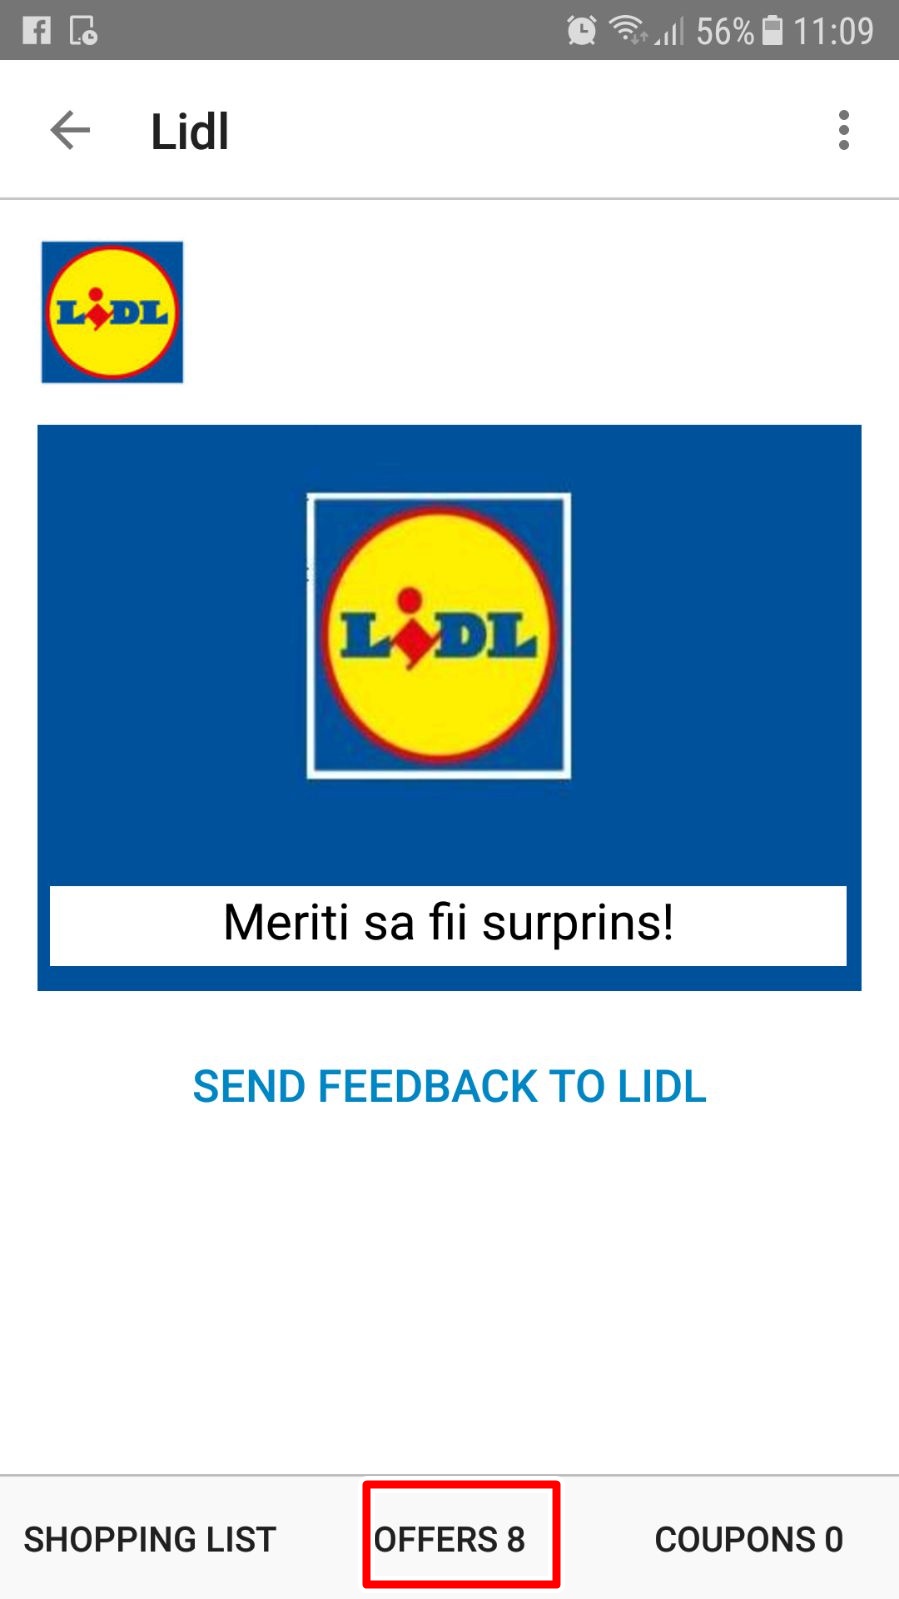 56% 11:09
Lidl
LIDL
LIDL
Meriti sa fii surprins!
SEND FEEDBACK TO LIDL
SHOPPING LIST OFFERS 8 COUPONS 0